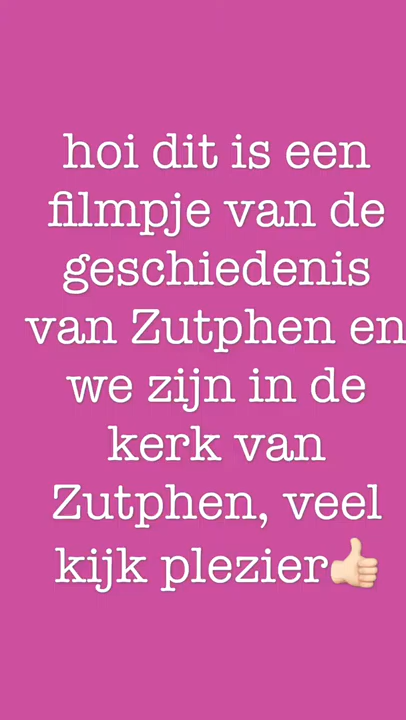 hoi dit is een
filmpje van de
geschiedenis
van Zutphen en
we zijn in de
kerk van
Zutphen, veel
kijk plezier👍🏻